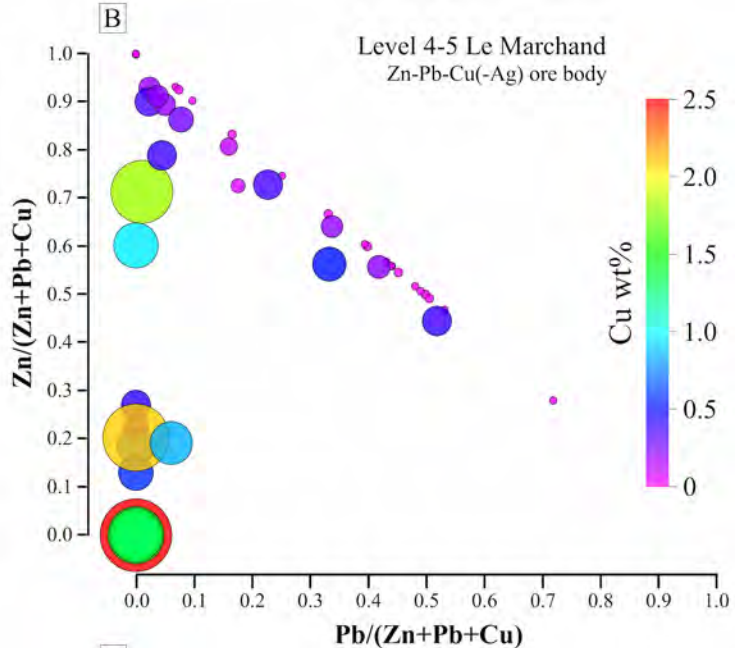 B
Level 4-5 Le Marchand
Zn-Pb-Cu(-Ag) ore body
1.0
0.9
0.8
0.7
0.6
0.5
0.4
0.3
0.2
0.1
0.0
Zn/(Zn+Pb+Cu)
2.5
2.0
1.5
1.0
0.5
0
Cu wt%
0.0 0.1 0.2 0.3 0.4 0.5 0.6 0.7 0.8 0.9 1.0
Pb/(Zn+Pb+Cu)